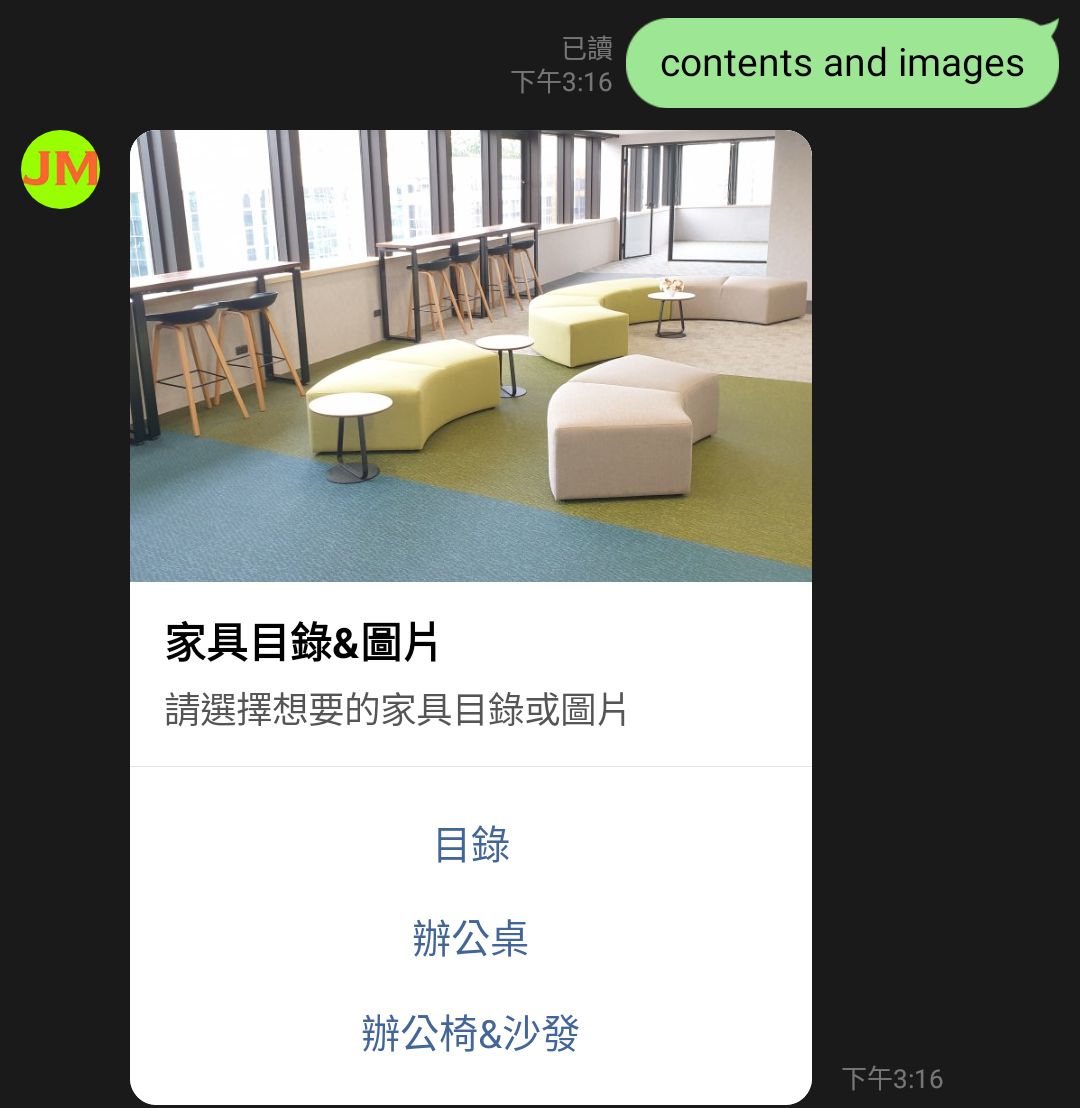 已讀
下午3:16
contents and images
JM
家具目錄&圖片
請選擇想要的家具目錄或圖片
目錄
辦公桌
辦公椅&沙發
下午3:16